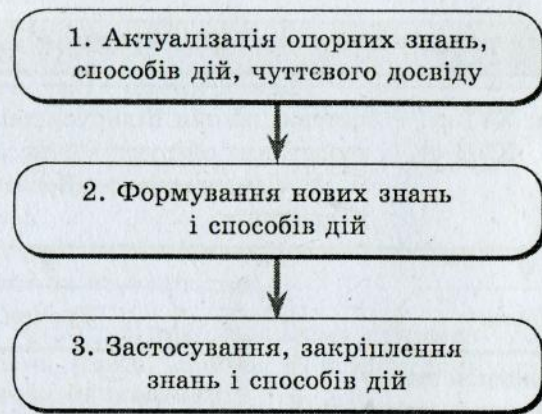 1. Актуалізація опорних знань,
способів дій, чуттєвого досвіду
2. Формування нових знань
і способів дій
3. Застосування, закріплення
знань і способів дій